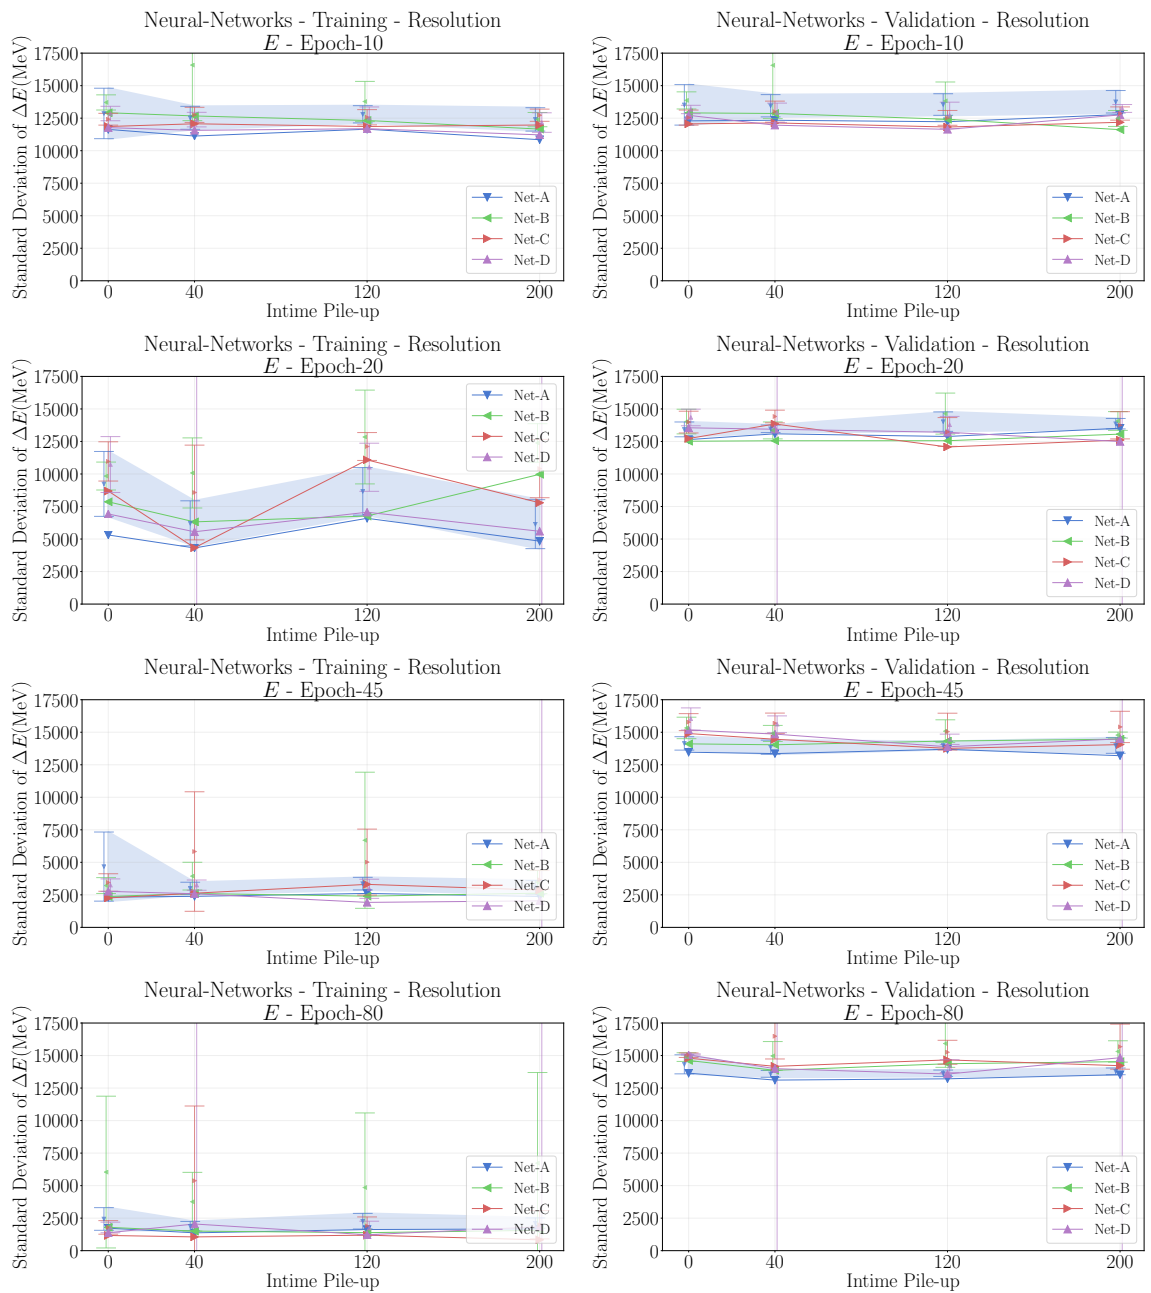 Neural-Networks - Training - Resolution
E - Epoch-10
Standard Deviation of ΔE(MeV)
17500
15000
12500
10000
7500
5000
2500
0
Net-A
Net-B
Net-C
Net-D
0 40 120 200
Intime Pile-up
Neural-Networks - Validation - Resolution
E - Epoch-10
Standard Deviation of ΔE(MeV)
17500
15000
12500
10000
7500
5000
2500
0
Net-A
Net-B
Net-C
Net-D
0 40 120 200
Intime Pile-up
Neural-Networks - Training - Resolution
E - Epoch-20
Standard Deviation of ΔE(MeV)
17500
15000
12500
10000
7500
5000
2500
0
Net-A
Net-B
Net-C
Net-D
0 40 120 200
Intime Pile-up
Neural-Networks - Validation - Resolution
E - Epoch-20
Standard Deviation of ΔE(MeV)
17500
15000
12500
10000
7500
5000
2500
0
Net-A
Net-B
Net-C
Net-D
0 40 120 200
Intime Pile-up
Neural-Networks - Training - Resolution
E - Epoch-45
Standard Deviation of ΔE(MeV)
17500
15000
12500
10000
7500
5000
2500
0
Net-A
Net-B
Net-C
Net-D
0 40 120 200
Intime Pile-up
Neural-Networks - Validation - Resolution
E - Epoch-45
Standard Deviation of ΔE(MeV)
17500
15000
12500
10000
7500
5000
2500
0
Net-A
Net-B
Net-C
Net-D
0 40 120 200
Intime Pile-up
Neural-Networks - Training - Resolution
E - Epoch-80
Standard Deviation of ΔE(MeV)
17500
15000
12500
10000
7500
5000
2500
0
Net-A
Net-B
Net-C
Net-D
0 40 120 200
Intime Pile-up
Neural-Networks - Validation - Resolution
E - Epoch-80
Standard Deviation of ΔE(MeV)
17500
15000
12500
10000
7500
5000
2500
0
Net-A
Net-B
Net-C
Net-D
0 40 120 200
Intime Pile-up